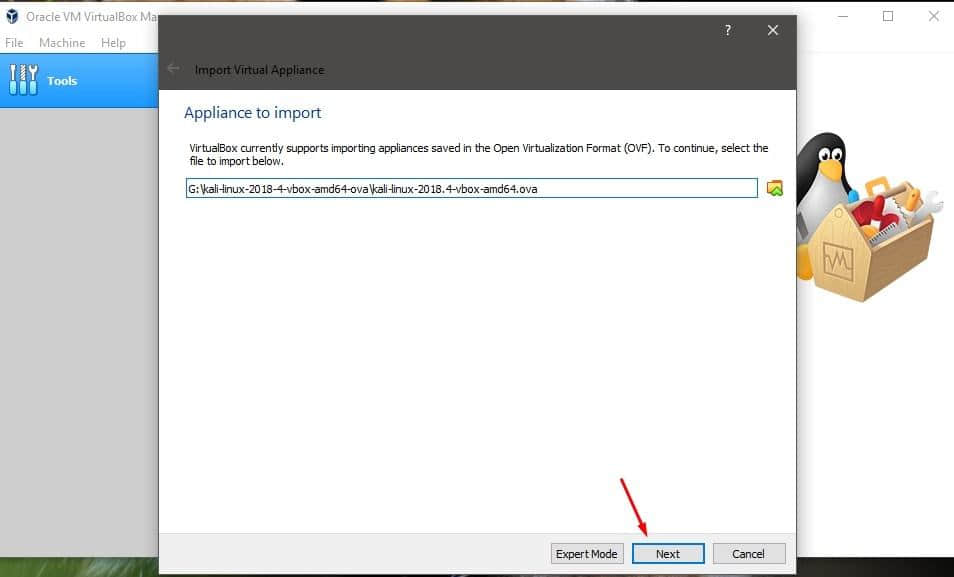 Oracle VM VirtualBox Ma
File Machine Help
Tools
?
Import Virtual Appliance
Appliance to import
VirtualBox currently supports importing appliances saved in the Open Virtualization Format (OVF). To continue, select the
file to import below.
G:\kali-linux-2018-4-vbox-amd64-ova\kali-linux-2018.4-vbox-amd64.ova
Expert Mode Next Cancel